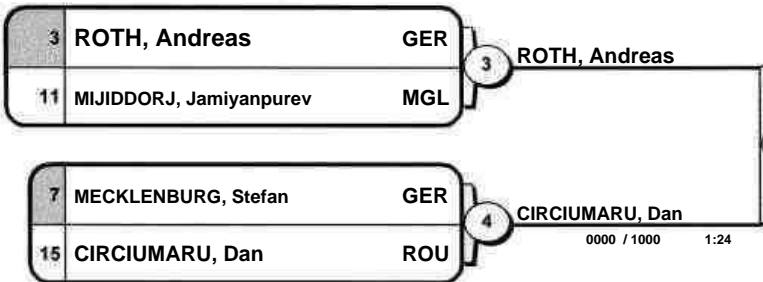 3 ROTH, Andreas GER
3 ROTH, Andreas
11 MIJIDDORJ, Jamiyanpurev MGL
7 MECKLENBURG, Stefan GER
4 CIRCIUMARU, Dan
0000 / 1000 1:24
15 CIRCIUMARU, Dan ROU